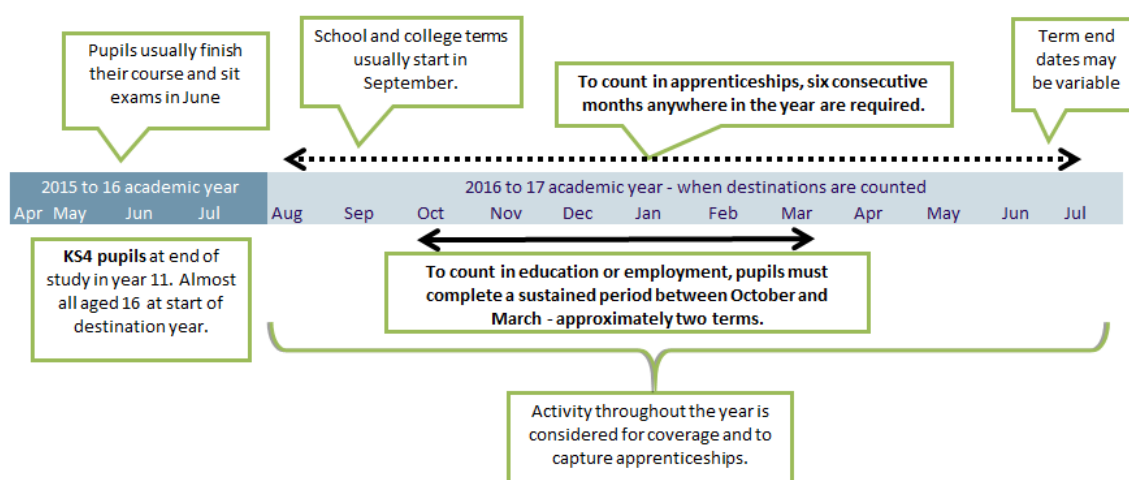 Pupils usually finish
their course and sit
exams in June
School and college terms
usually start in
September.
To count in apprenticeships, six consecutive
months anywhere in the year are required.
Term end
dates may
be variable
2015 to 16 academic year
2016 to 17 academic year - when destinations are counted
Apr May Jun Jul Aug Sep Oct Nov Dec Jan Feb Mar Apr May Jun Jul
KS4 pupils at end of
study in year 11. Almost
all aged 16 at start of
destination year.
To count in education or employment, pupils must
complete a sustained period between October and
March - approximately two terms.
Activity throughout the year is
considered for coverage and to
capture apprenticeships.